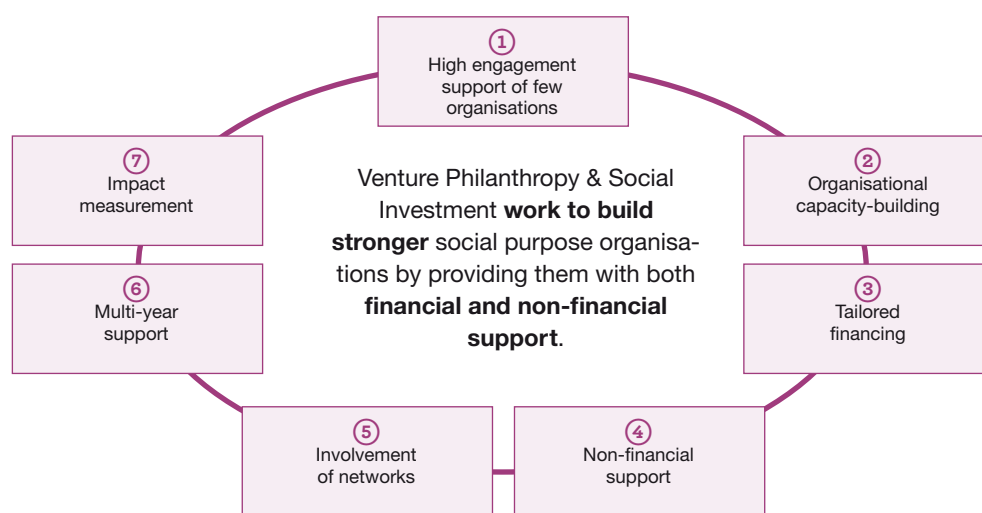 1
High engagement
support of few
organisations
7
Impact
measurement
2
Organisational
capacity-building
Venture Philanthropy & Social
Investment work to build
stronger social purpose organisa-
tions by providing them with both
financial and non-financial
support.
6
Multi-year
support
3
Tailored
financing
5
Involvement
of networks
4
Non-financial
support